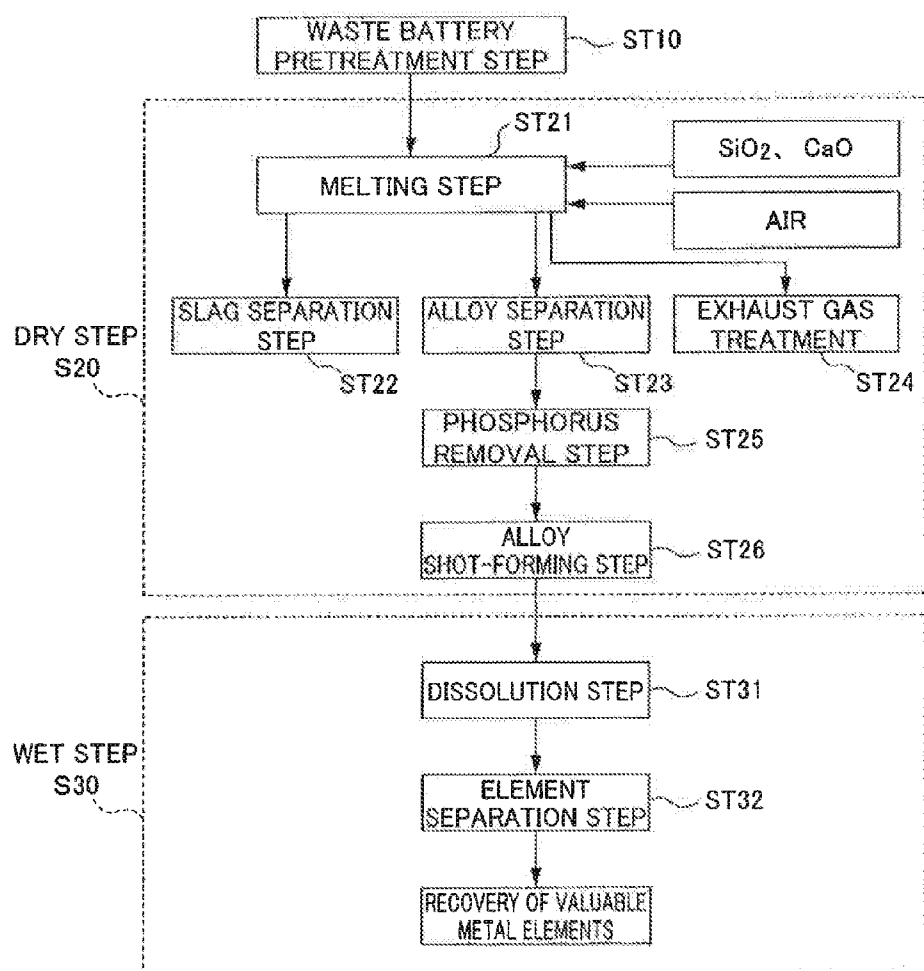 WASTE BATTERY
PRETREATMENT STEP
ST10
ST21
MELTING STEP
SiO₂、CaO
AIR
SLAG SEPARATION
STEP
ST22
ALLOY SEPARATION
STEP
ST23
EXHAUST GAS
TREATMENT
ST24
DRY STEP
S20
PHOSPHORUS
REMOVAL STEP
ST25
ALLOY
SHOT-FORMING STEP
ST26
DISSOLUTION STEP
ST31
WET STEP
S30
ELEMENT
SEPARATION STEP
ST32
RECOVERY OF VALUABLE
METAL ELEMENTS